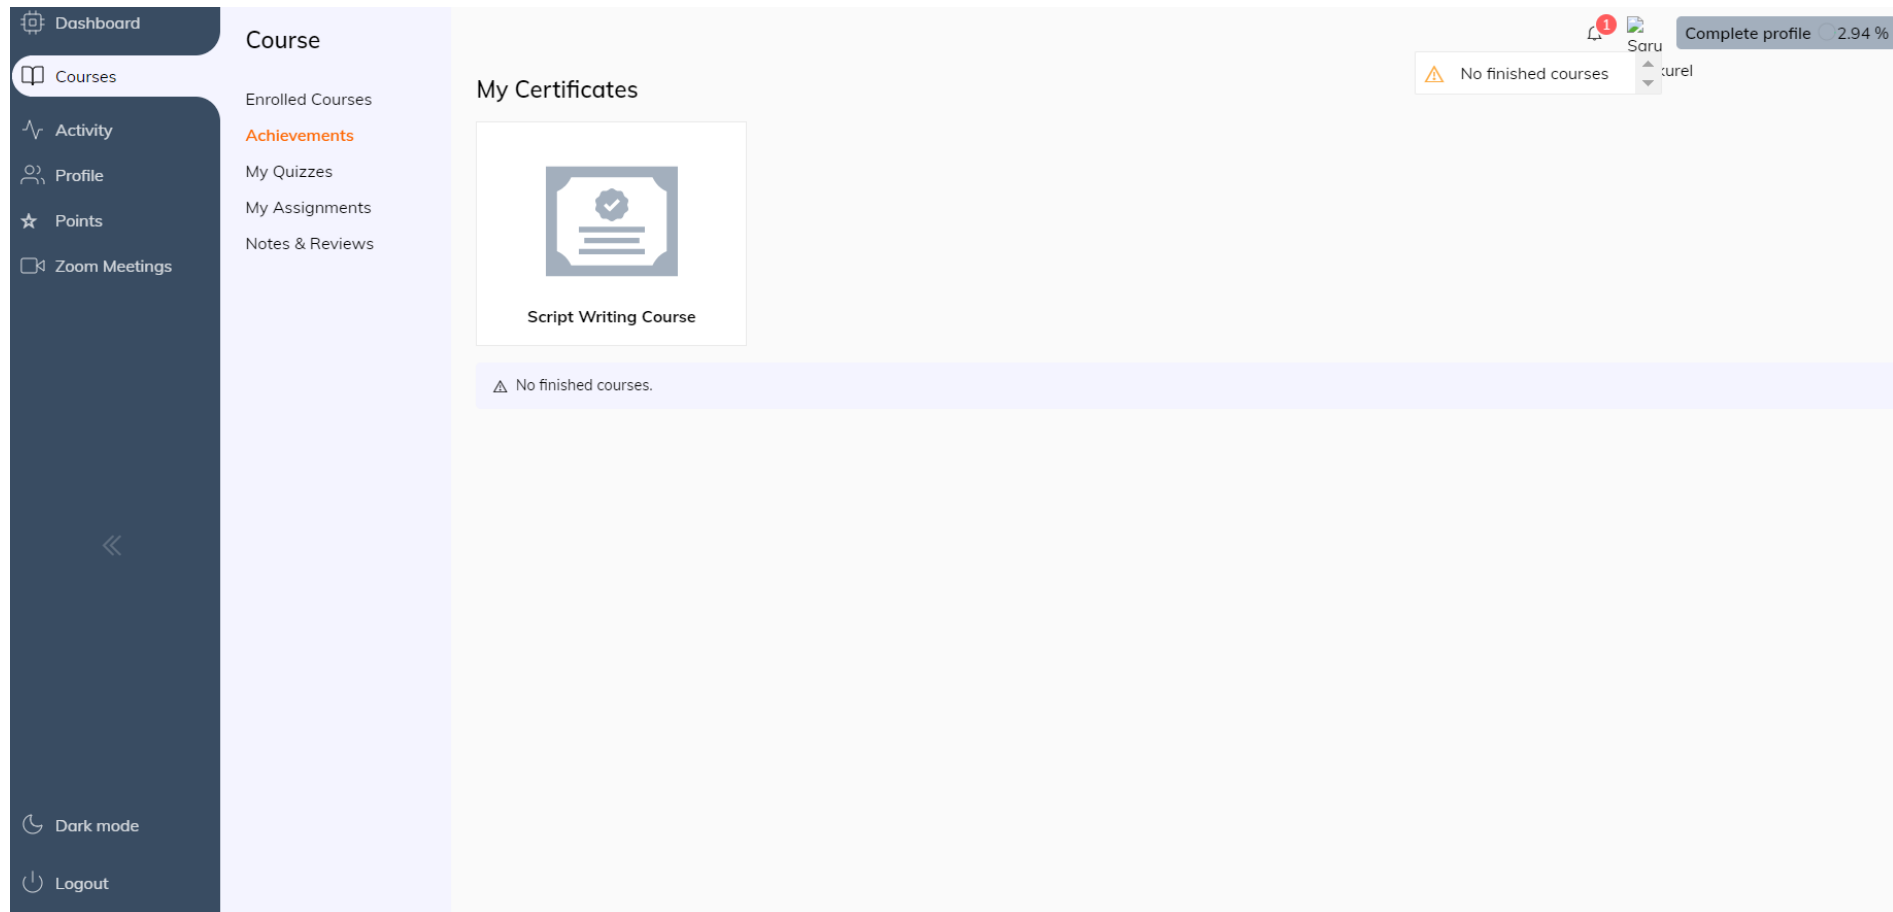 Dashboard
Courses
Activity
Profile
Points
Zoom Meetings
Dark mode
Logout
Course
Enrolled Courses
Achievements
My Quizzes
My Assignments
Notes & Reviews
1
Saru
kurel
Complete profile 2.94 %
No finished courses
My Certificates
Script Writing Course
No finished courses.